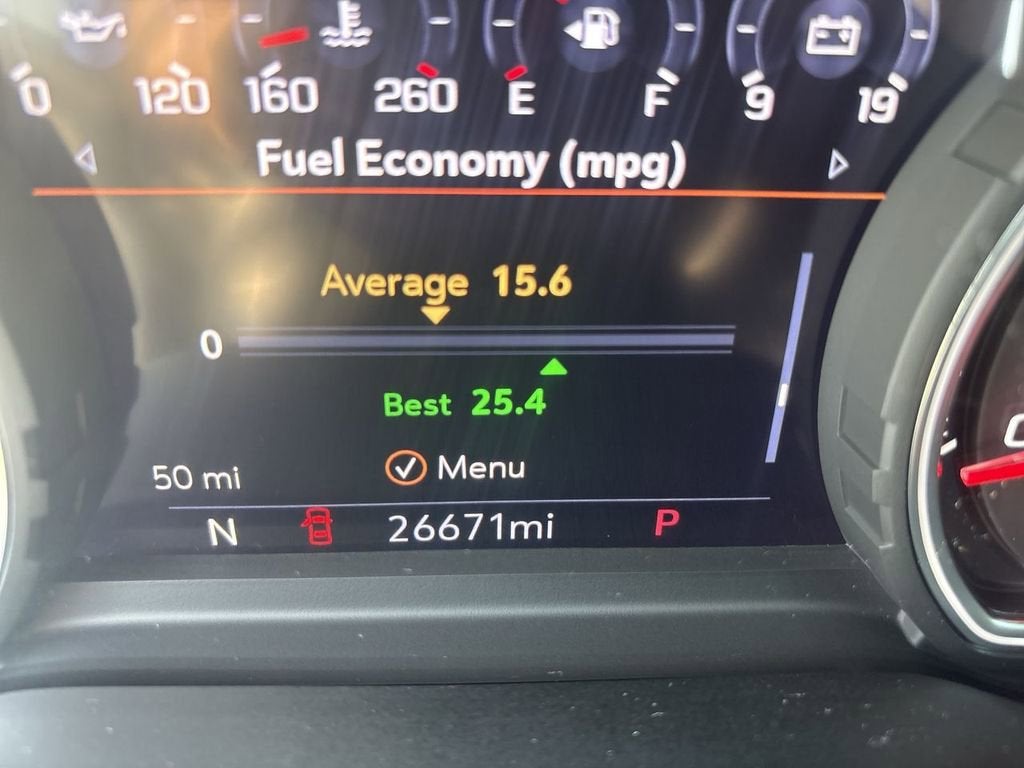 0 120 160 260 E F 9 19
Fuel Economy (mpg)
Average 15.6
0
Best 25.4
50 mi Menu
N 26671mi P